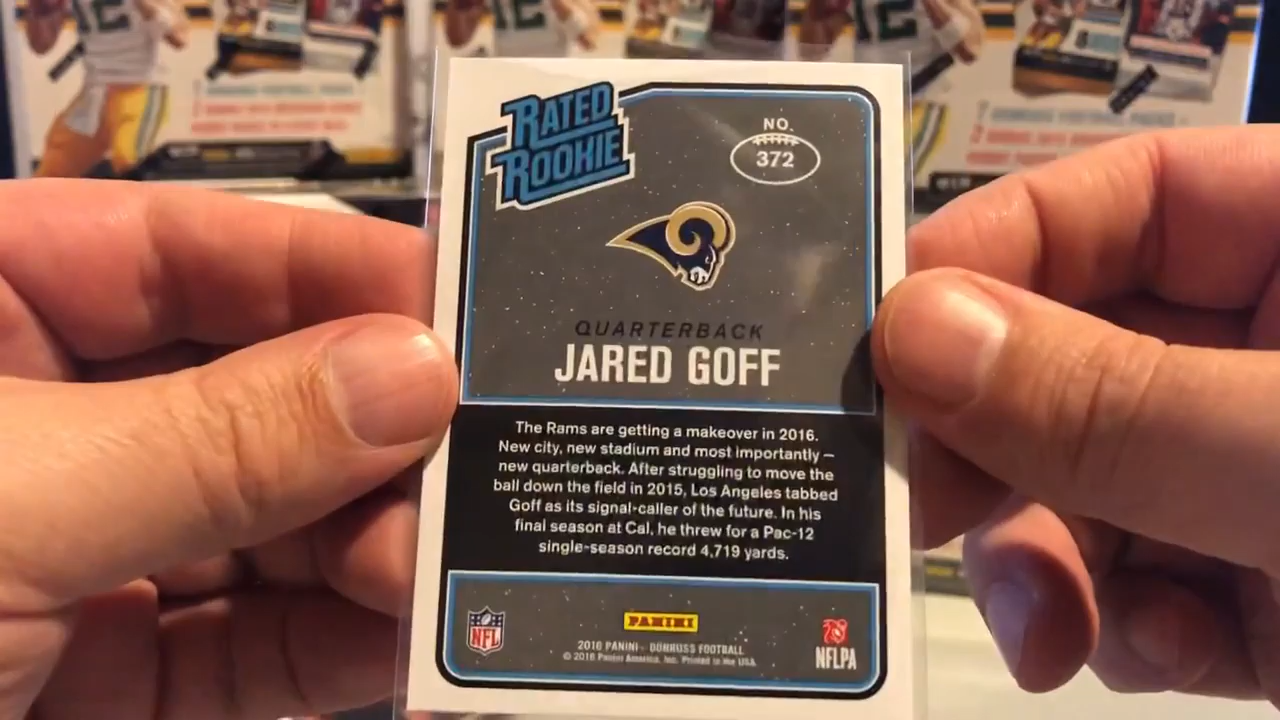 RATED
ROOKIE
NO.
372
QUARTERBACK
JARED GOFF
The Rams are getting a makeover in 2016.
New city, new stadium and most importantly –
new quarterback. After struggling to move the
ball down the field in 2015, Los Angeles tabbed
Goff as its signal-caller of the future. In his
final season at Cal, he threw for a Pac-12
single-season record 4,719 yards.
NFL
PANINI
NFLPA
2016 PANINI - DONRUSS FOOTBALL
© 2016 Panini America, Inc. Printed in the USA